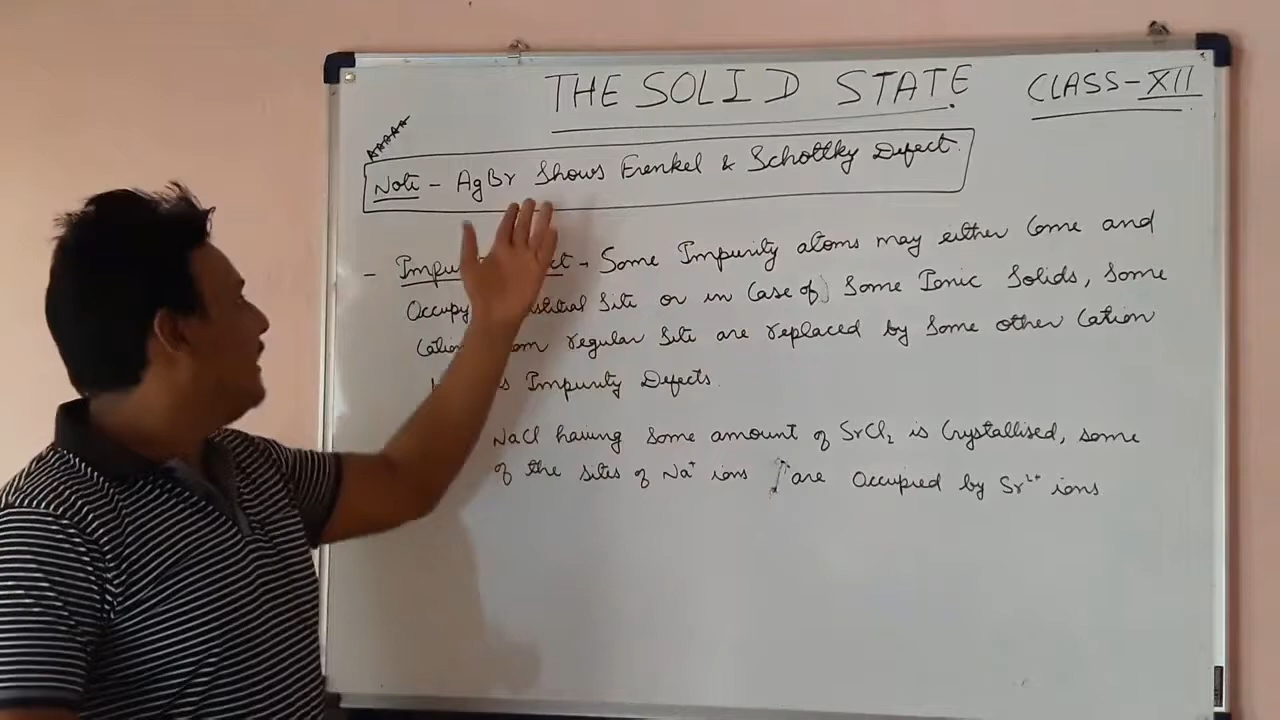 THE SOLID STATE CLASS-XII
Note - AgBr Shows Frenkel & Schottky Defect.
- Some Impurity atoms may either Come and
Occupy Site or in Case of Some Ionic Solids, Some
regular Site are replaced by Some other Cation
Impurity Defects.
NaCl having Some amount of SrCl₂ is Crystallised, some
of the sites of Na⁺ ions are Occupied by Sr²⁺ ions